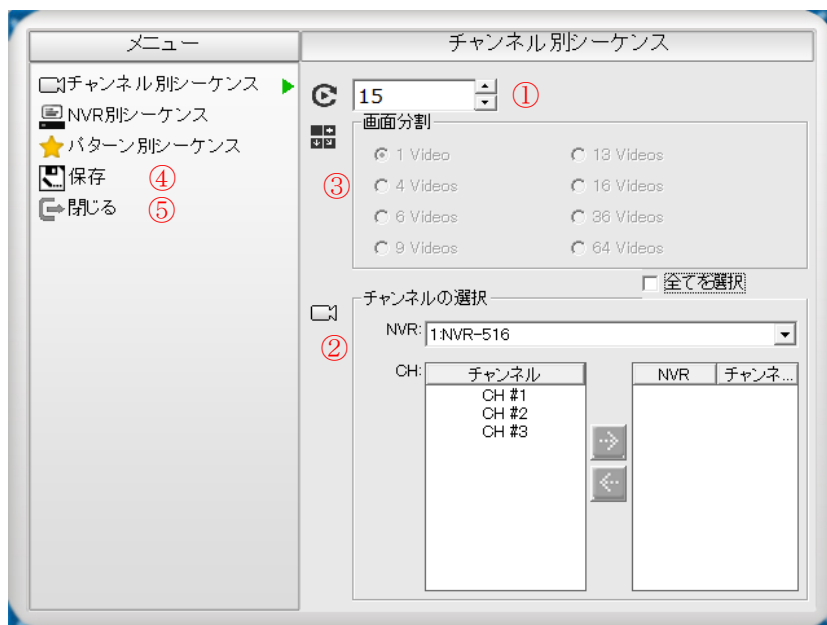 メニュー
チャンネル別シーケンス
NVR別シーケンス
パターン別シーケンス
保存 ④
閉じる ⑤
チャンネル別シーケンス
15 ①
画面分割
③
1 Video 13 Videos
4 Videos 16 Videos
6 Videos 36 Videos
9 Videos 64 Videos
全てを選択
チャンネルの選択
②
NVR: 1:NVR-516
CH: チャンネル NVR チャンネ...
CH #1
CH #2
CH #3